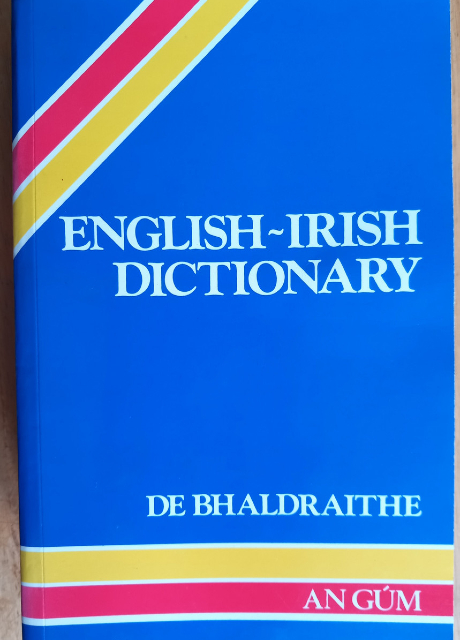 ENGLISH~IRISH
DICTIONARY
DE BHALDRAITHE
AN GÚM